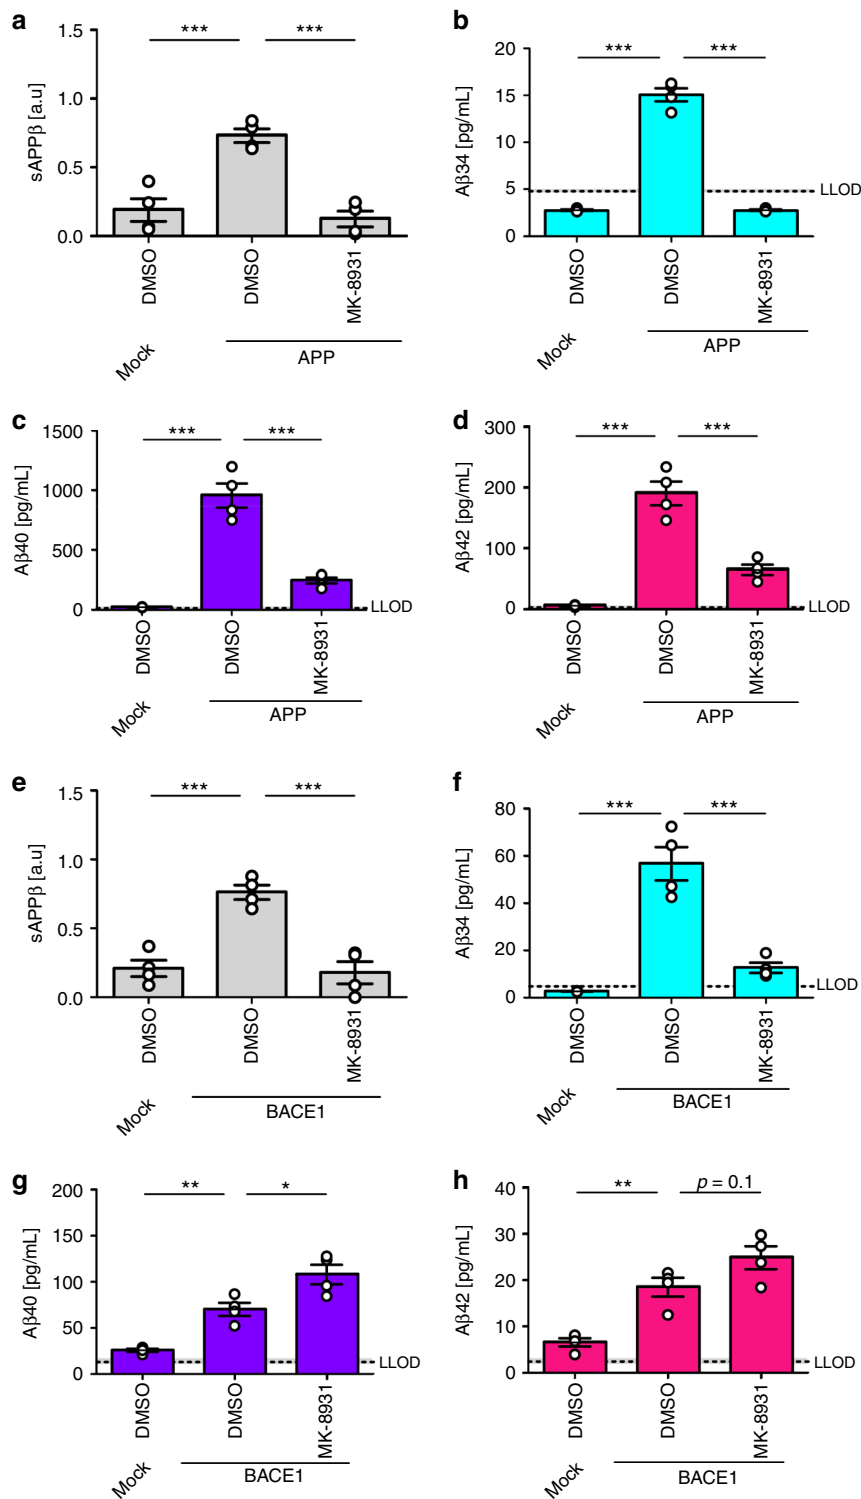 a
sAPPβ [a.u]
1.5
1.0
0.5
0.0
*** ***
DMSO DMSO MK-8931
Mock APP
b
Aβ34 [pg/mL]
20
15
10
5
0
*** ***
LLOD
DMSO DMSO MK-8931
Mock APP
c
Aβ40 [pg/mL]
1500
1000
500
0
*** ***
LLOD
DMSO DMSO MK-8931
Mock APP
d
Aβ42 [pg/mL]
300
200
100
0
*** ***
LLOD
DMSO DMSO MK-8931
Mock APP
e
sAPPβ [a.u]
1.5
1.0
0.5
0.0
*** ***
DMSO DMSO MK-8931
Mock BACE1
f
Aβ34 [pg/mL]
80
60
40
20
0
*** ***
LLOD
DMSO DMSO MK-8931
Mock BACE1
g
Aβ40 [pg/mL]
200
150
100
50
0
** *
LLOD
DMSO DMSO MK-8931
Mock BACE1
h
Aβ42 [pg/mL]
40
30
20
10
0
** p = 0.1
LLOD
DMSO DMSO MK-8931
Mock BACE1